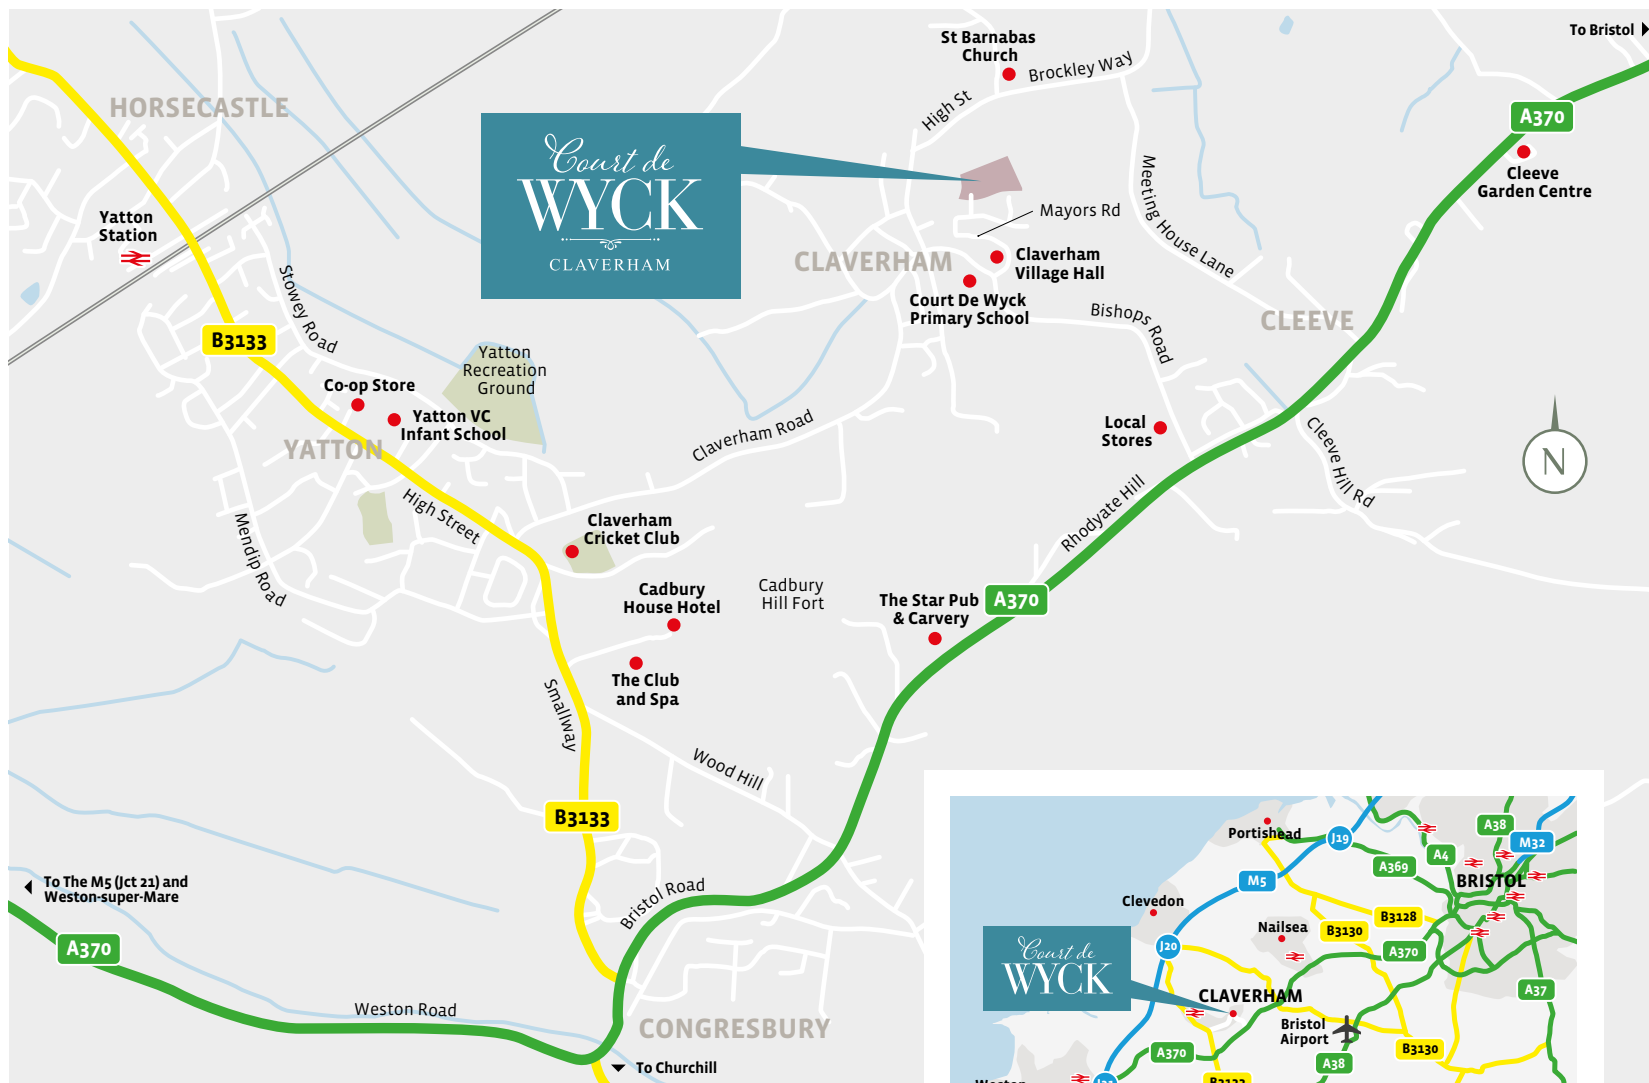 St Barnabas
Church
To Bristol
Brockley Way
HORSECASTLE
High St
A370
Court de
WYCK
CLAVERHAM
Cleeve
Garden Centre
Meeting House Lane
Mayors Rd
Yatton
Station
Claverham
Village Hall
CLAVERHAM
Court De Wyck
Primary School
Stowey Road
Bishops Road
CLEEVE
B3133
Yatton
Recreation
Ground
Co-op Store
Yatton VC
Infant School
YATTON
Claverham Road
Local
Stores
Cleeve Hill Rd
N
High Street
Rhodyate Hill
Mendip Road
Claverham
Cricket Club
Cadbury
House Hotel
Cadbury
Hill Fort
The Star Pub
& Carvery
A370
The Club
and Spa
Smallway
Wood Hill
B3133
To The M5 (Jct 21) and
Weston-super-Mare
A370
Bristol Road
Weston Road
CONGRESBURY
To Churchill
Portishead
J19
A38
M32
A4
A369
M5
BRISTOL
Clevedon
B3128
Nailsea
B3130
J20
A370
Court de
WYCK
A37
CLAVERHAM
Bristol
Airport
A370
B3130
A38